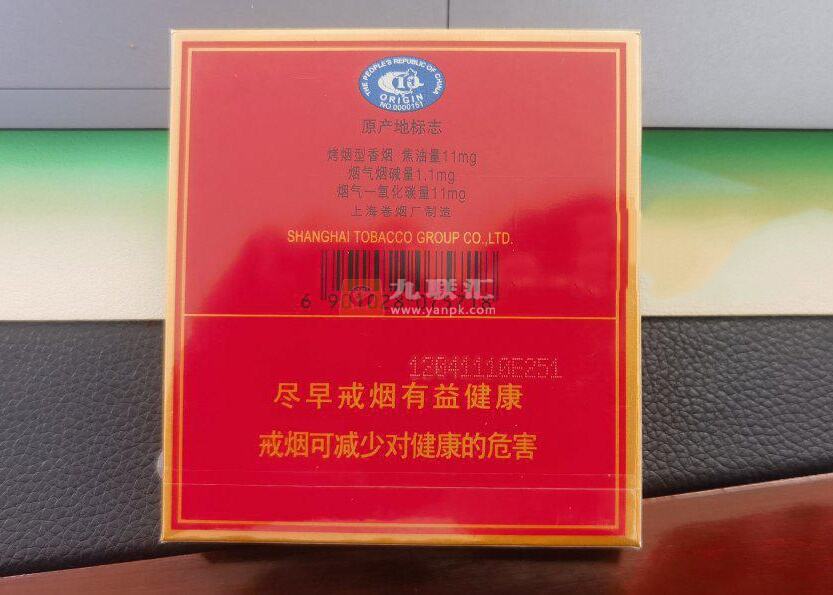 THE PEOPLE'S REPUBLIC OF CHINA
ORIGIN
NO.0000151
原产地标志
烤烟型香烟 焦油量11mg
烟气烟碱量1.1mg
烟气一氧化碳量11mg
上海卷烟厂制造
SHANGHAI TOBACCO GROUP CO.,LTD.
九联汇
www.yanpk.com
12041110E251
尽早戒烟有益健康
戒烟可减少对健康的危害